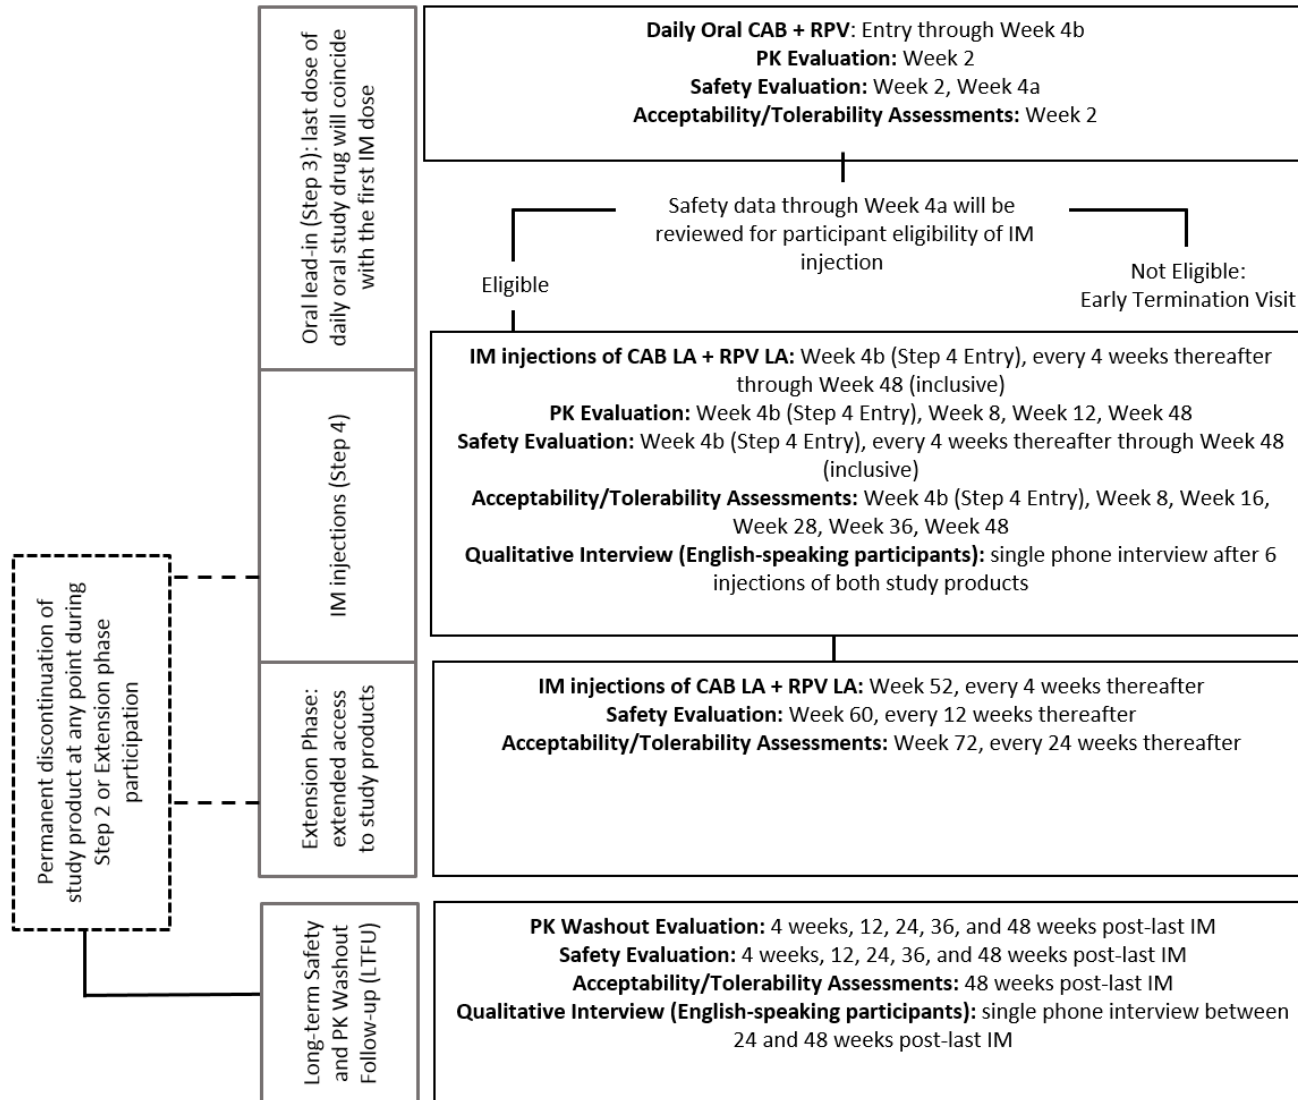 Oral lead-in (Step 3): last dose of
daily oral study drug will coincide
with the first IM dose
Daily Oral CAB + RPV: Entry through Week 4b
PK Evaluation: Week 2
Safety Evaluation: Week 2, Week 4a
Acceptability/Tolerability Assessments: Week 2
Safety data through Week 4a will be
reviewed for participant eligibility of IM
injection
Eligible
Not Eligible:
Early Termination Visit
IM injections (Step 4)
IM injections of CAB LA + RPV LA: Week 4b (Step 4 Entry), every 4 weeks thereafter
through Week 48 (inclusive)
PK Evaluation: Week 4b (Step 4 Entry), Week 8, Week 12, Week 48
Safety Evaluation: Week 4b (Step 4 Entry), every 4 weeks thereafter through Week 48
(inclusive)
Acceptability/Tolerability Assessments: Week 4b (Step 4 Entry), Week 8, Week 16,
Week 28, Week 36, Week 48
Qualitative Interview (English-speaking participants): single phone interview after 6
injections of both study products
Permanent discontinuation of
study product at any point during
Step 2 or Extension phase
participation
Extension Phase:
extended access
to study products
IM injections of CAB LA + RPV LA: Week 52, every 4 weeks thereafter
Safety Evaluation: Week 60, every 12 weeks thereafter
Acceptability/Tolerability Assessments: Week 72, every 24 weeks thereafter
Long-term Safety
and PK Washout
Follow-up (LTFU)
PK Washout Evaluation: 4 weeks, 12, 24, 36, and 48 weeks post-last IM
Safety Evaluation: 4 weeks, 12, 24, 36, and 48 weeks post-last IM
Acceptability/Tolerability Assessments: 48 weeks post-last IM
Qualitative Interview (English-speaking participants): single phone interview between
24 and 48 weeks post-last IM